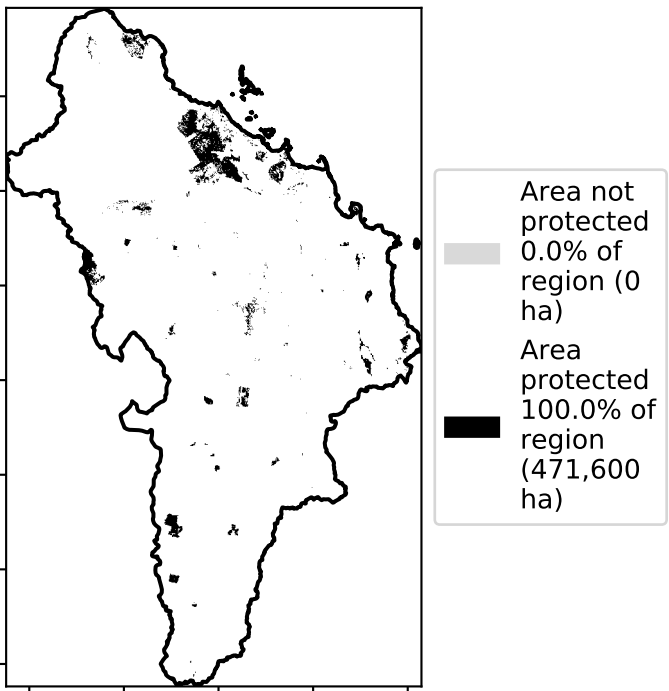 Area not
protected
0.0% of
region (0
ha)
Area
protected
100.0% of
region
(471,600
ha)